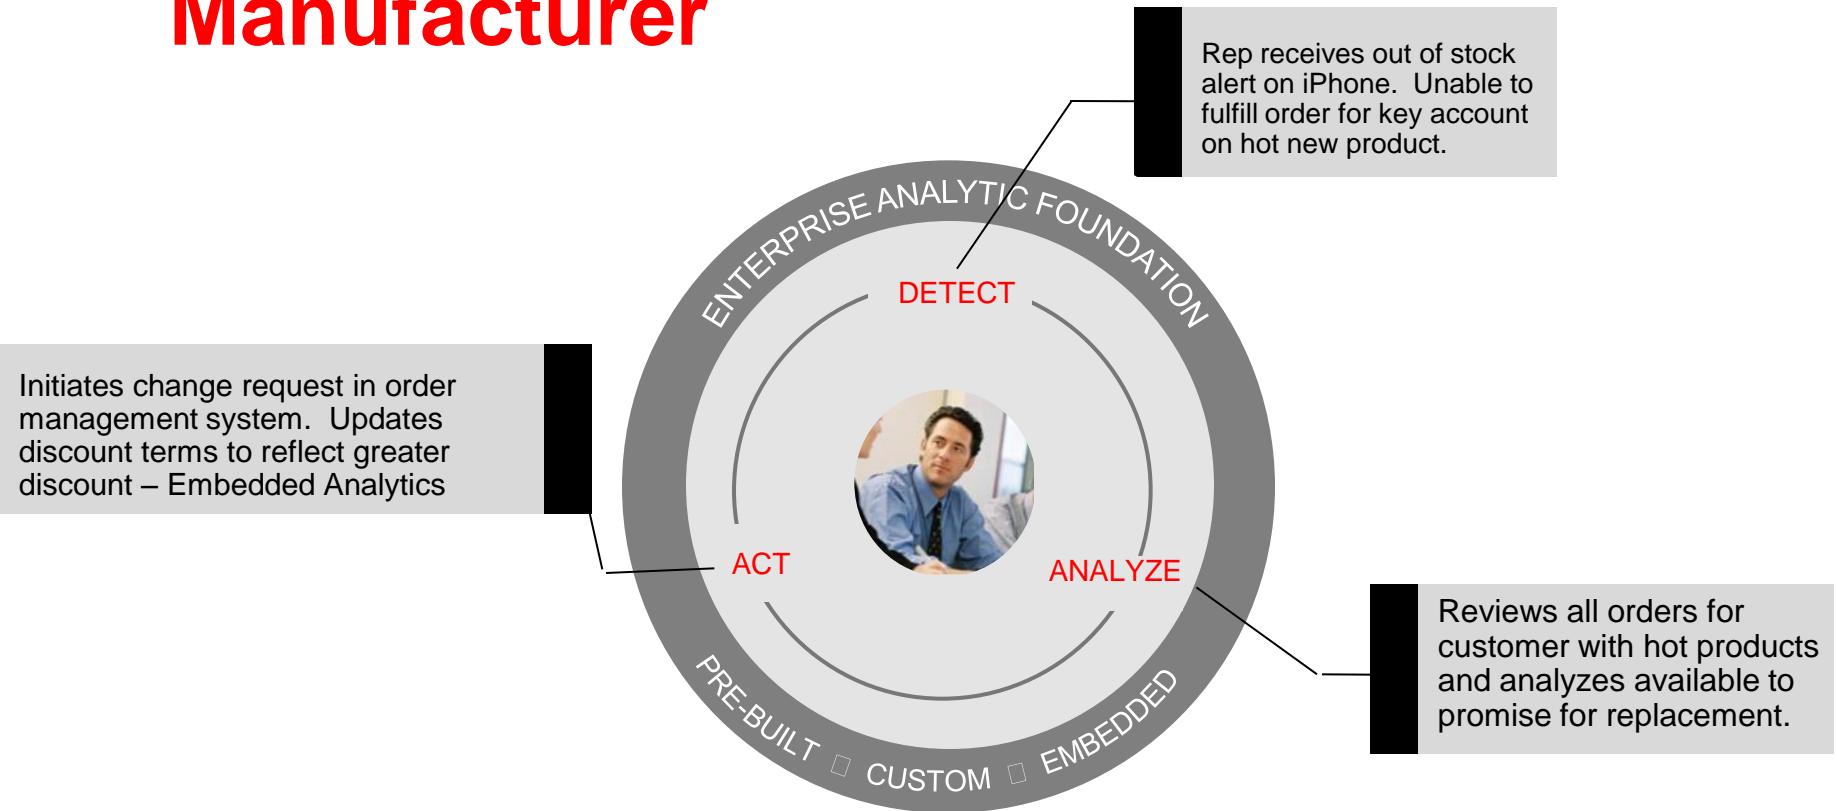 Manufacturer
Rep receives out of stock
alert on iPhone.  Unable to
fulfill order for key account
on hot new product.
ENTERPRISE ANALYTIC FOUNDATION
DETECT
Initiates change request in order
management system.  Updates
discount terms to reflect greater
discount – Embedded Analytics
ACT
ANALYZE
Reviews all orders for
customer with hot products
and analyzes available to
promise for replacement.
PRE-BUILT □ CUSTOM □ EMBEDDED